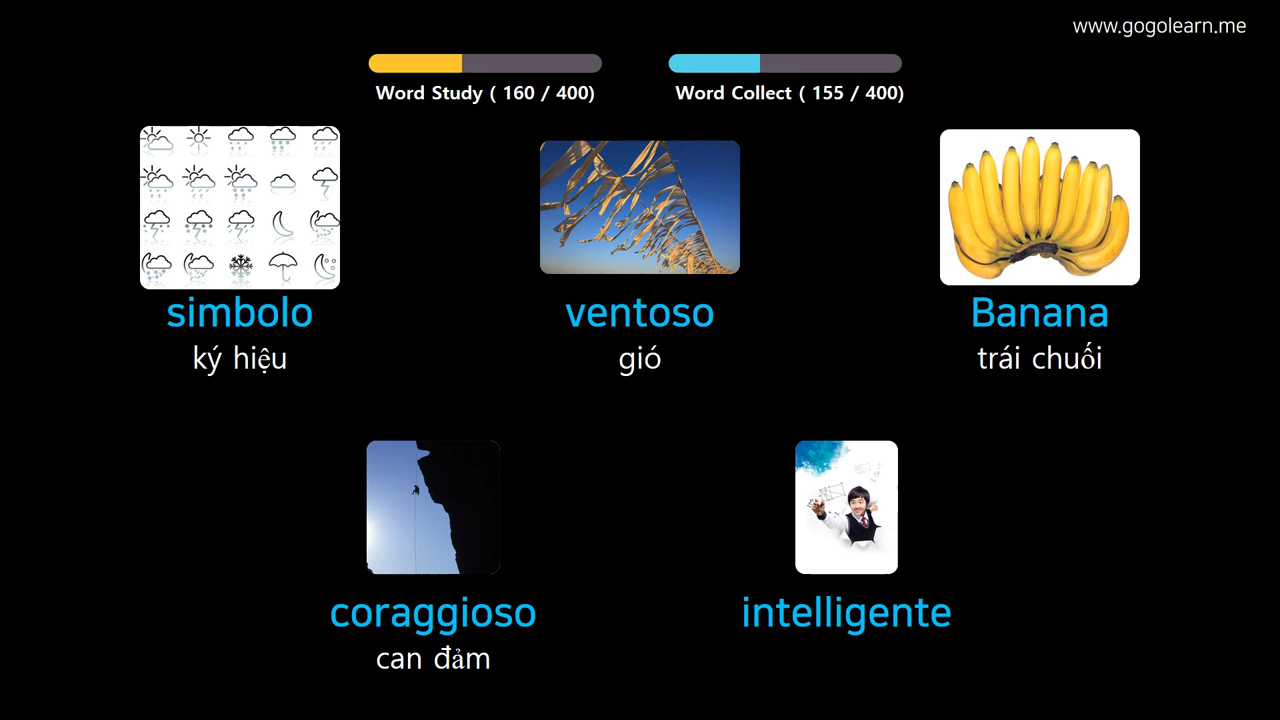 www.gogolearn.me
Word Study ( 160 / 400)
Word Collect ( 155 / 400)
simbolo
ký hiệu
ventoso
gió
Banana
trái chuối
coraggioso
can đảm
intelligente